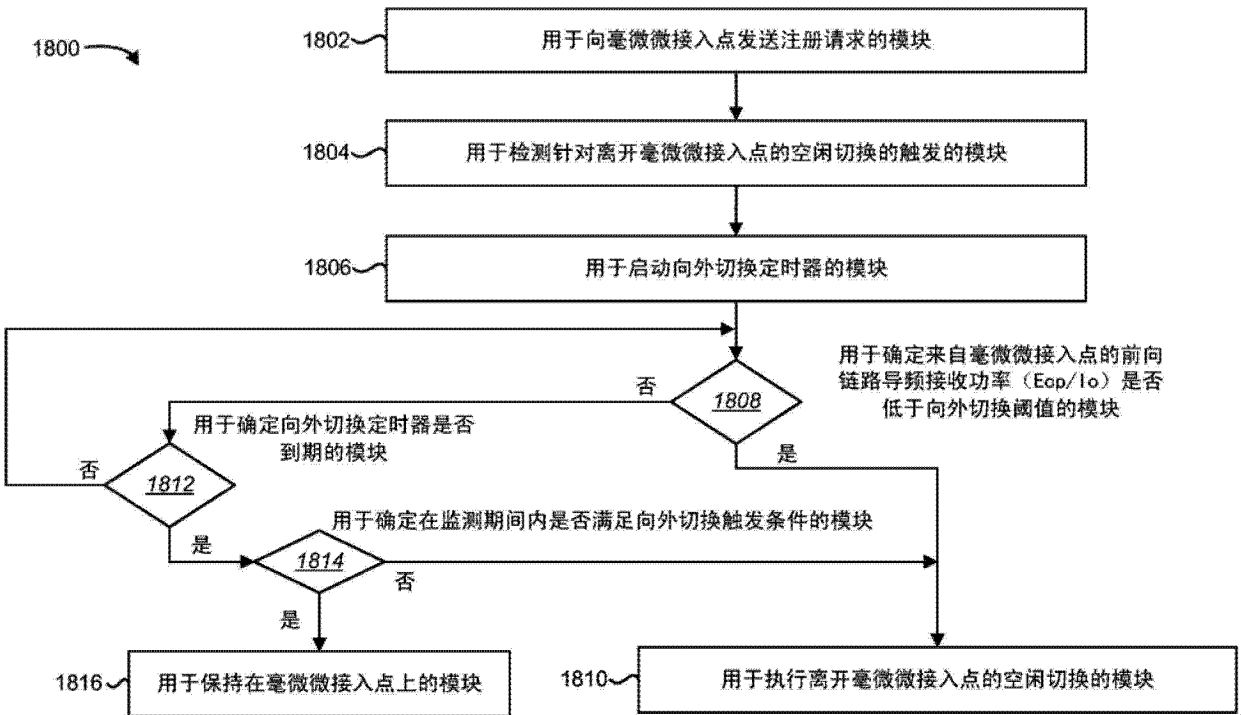 1800
1802
用于向毫微微接入点发送注册请求的模块
1804
用于检测针对离开毫微微接入点的空闲切换的触发的模块
1806
用于启动向外切换定时器的模块
用于确定来自毫微微接入点的前向
链路导频接收功率（Ecp/Io）是否
低于向外切换阈值的模块
否
1808
是
用于确定向外切换定时器是否
到期的模块
否
1812
是
用于确定在监测期间内是否满足向外切换触发条件的模块
1814
否
是
1816
用于保持在毫微微接入点上的模块
1810
用于执行离开毫微微接入点的空闲切换的模块